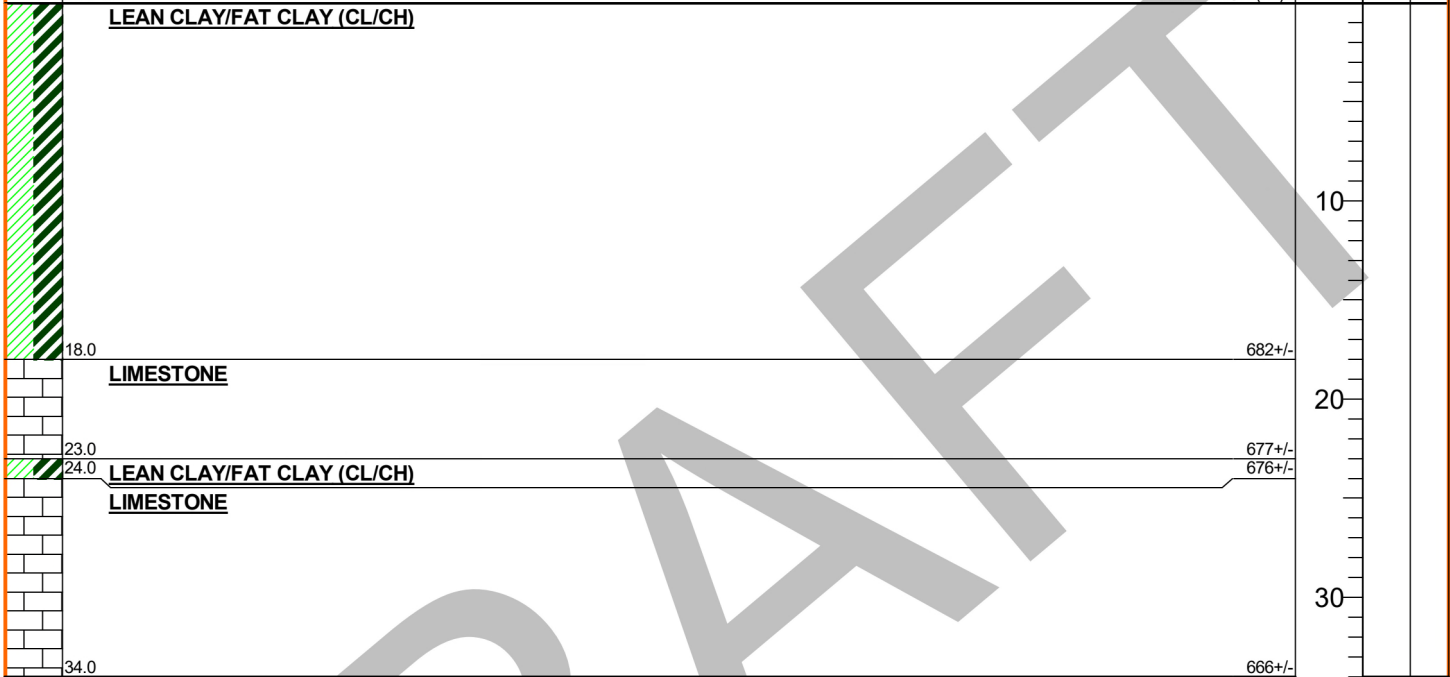 LEAN CLAY/FAT CLAY (CL/CH)
10
18.0 682+/-
LIMESTONE
20
23.0 677+/-
24.0 LEAN CLAY/FAT CLAY (CL/CH) 676+/-
LIMESTONE
30
34.0 666+/-
DRAFT